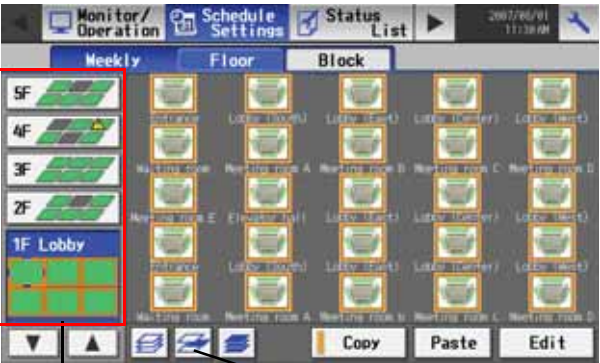 Monitor/
Operation
Schedule
Settings
Status
List
2007/06/01
11:30 AM
Weekly
Floor
Block
5F
4F
3F
2F
1F Lobby
Entrance
Lobby (South)
Lobby (East)
Lobby (Center)
Lobby (West)
Waiting room
Meeting room A
Meeting room B
Meeting room C
Meeting room D
Meeting room E
Elevator hall
Lobby (East)
Lobby (Center)
Lobby (West)
Entrance
Lobby (South)
Lobby (East)
Lobby (Center)
Lobby (West)
Waiting room
Meeting room A
Meeting room B
Meeting room C
Meeting room D
Copy
Paste
Edit